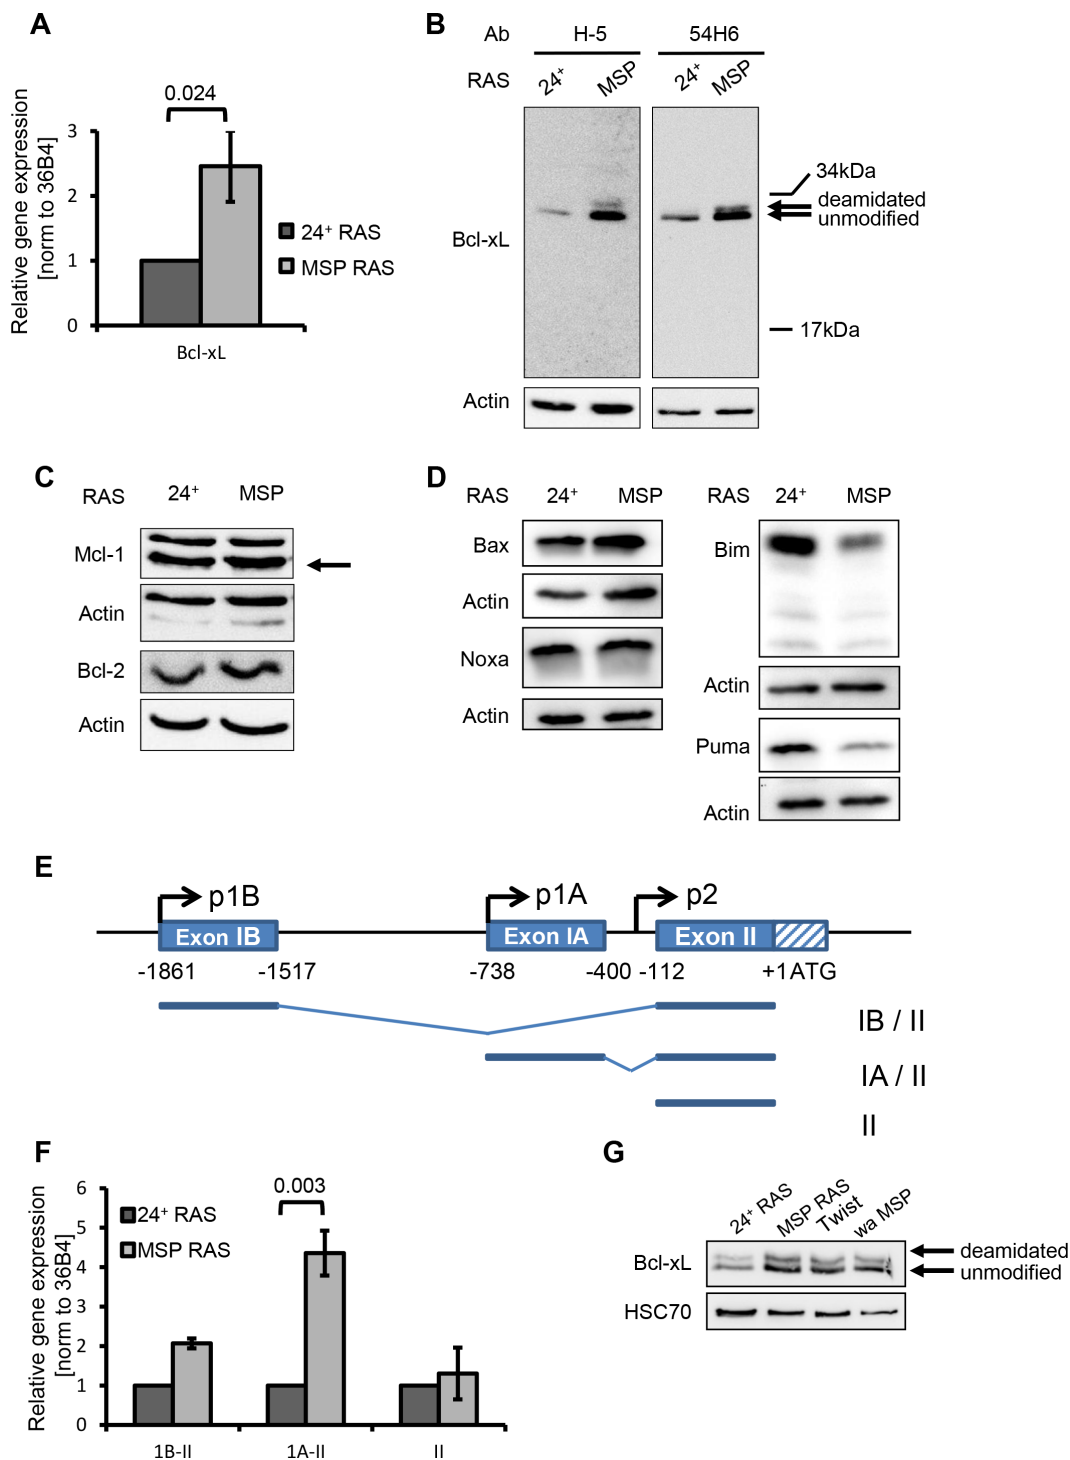 A
0.024
Relative gene expression
[norm to 36B4]
3
2
1
0
24+ RAS
MSP RAS
Bcl-xL
B
Ab H-5 54H6
RAS 24+ MSP 24+ MSP
34kDa
deamidated
unmodified
Bcl-xL
17kDa
Actin
C
RAS 24+ MSP
Mcl-1
Actin
Bcl-2
Actin
D
RAS 24+ MSP
Bax
Actin
Noxa
Actin
RAS 24+ MSP
Bim
Actin
Puma
Actin
E
p1B p1A p2
Exon IB Exon IA Exon II
-1861 -1517 -738 -400 -112 +1ATG
IB / II
IA / II
II
F
Relative gene expression
[norm to 36B4]
6
5
4
3
2
1
0
24+ RAS
MSP RAS
0.003
1B-II 1A-II II
G
24+ RAS MSP RAS Twist wa MSP
Bcl-xL
deamidated
unmodified
HSC70